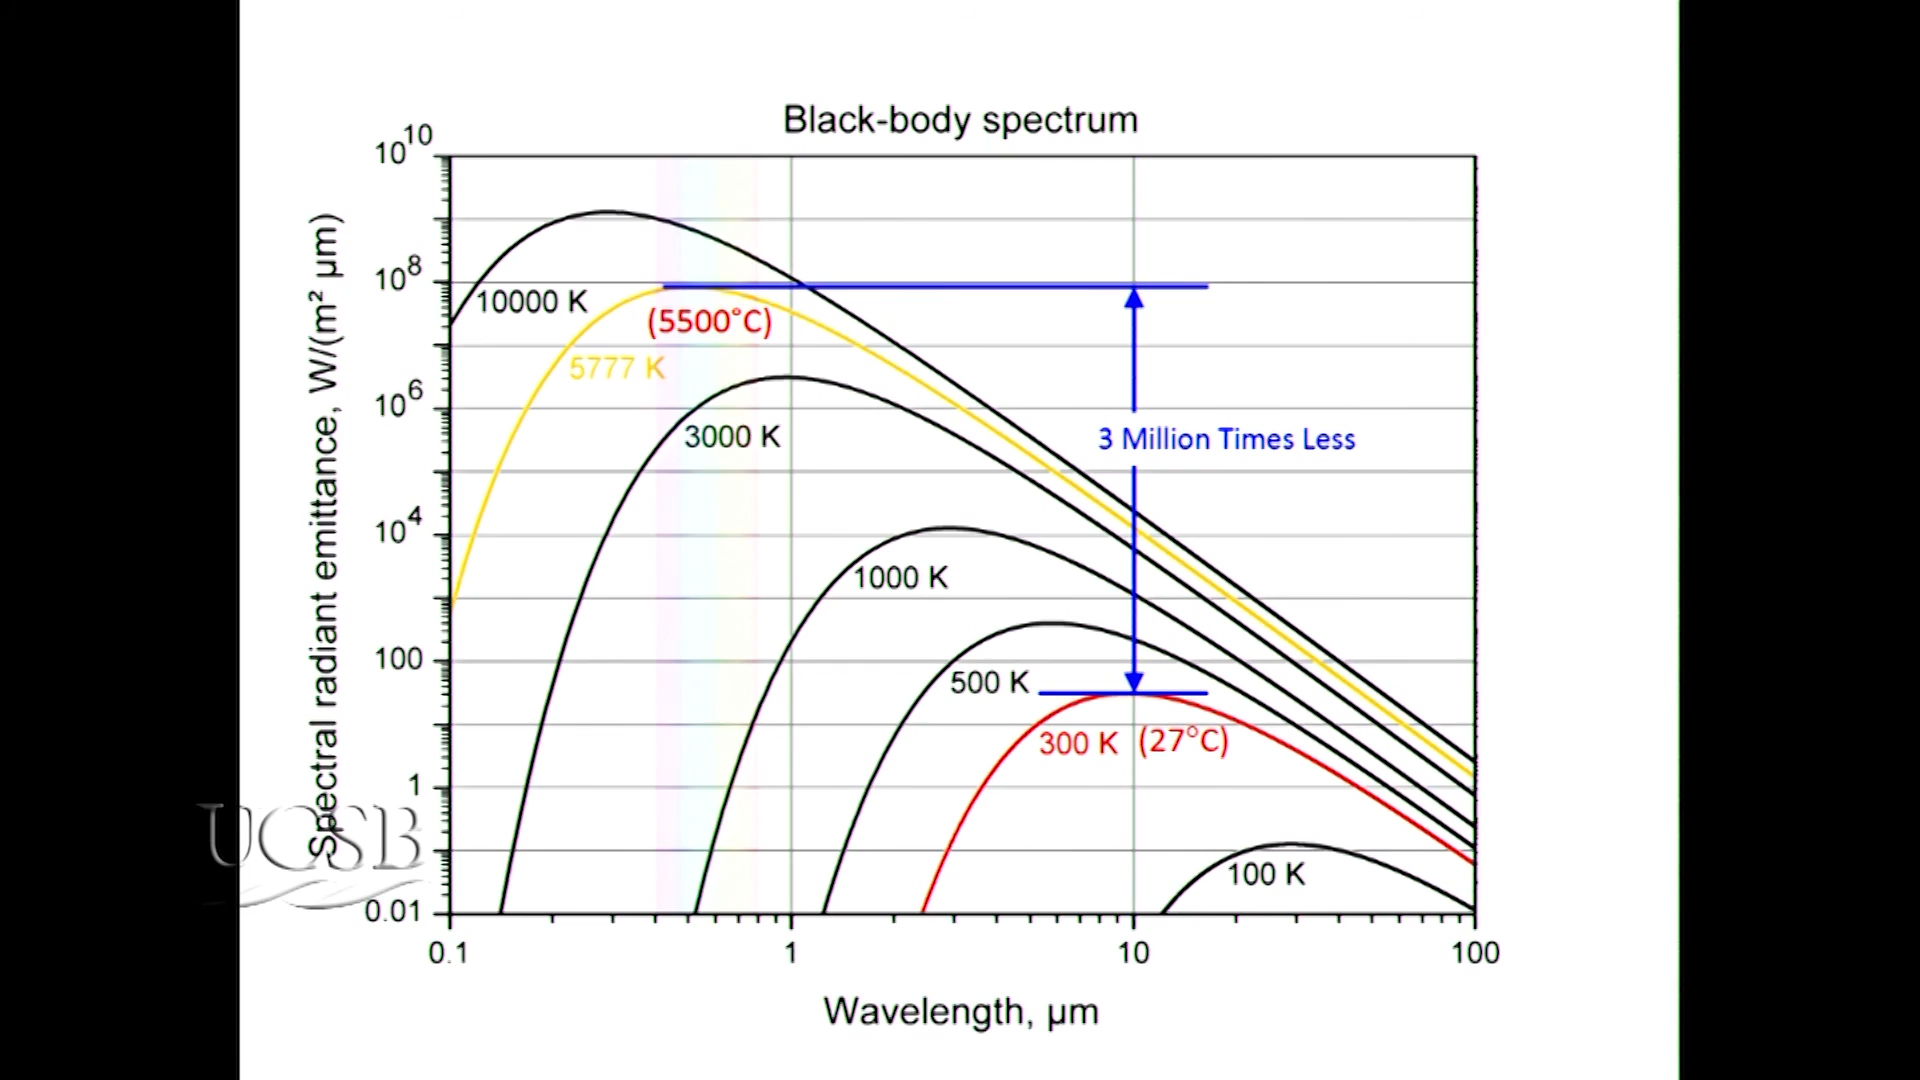 Black-body spectrum
Spectral radiant emittance, W/(m² µm)
10^10
10^8
10^6
10^4
100
1
0.01
10000 K
(5500°C)
5777 K
3000 K
3 Million Times Less
1000 K
500 K
300 K (27°C)
100 K
UCSB
0.1
1
10
100
Wavelength, µm